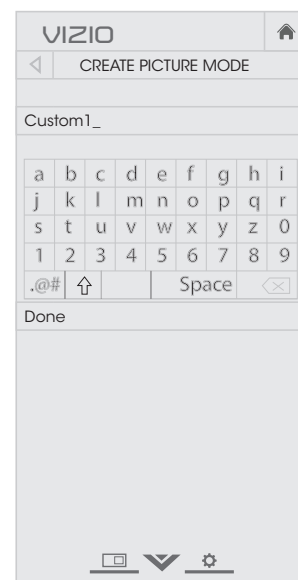 VIZIO
CREATE PICTURE MODE
Custom1_
a b c d e f g h i
j k l m n o p q r
s t u v w x y z 0
1 2 3 4 5 6 7 8 9
.@# Space
Done